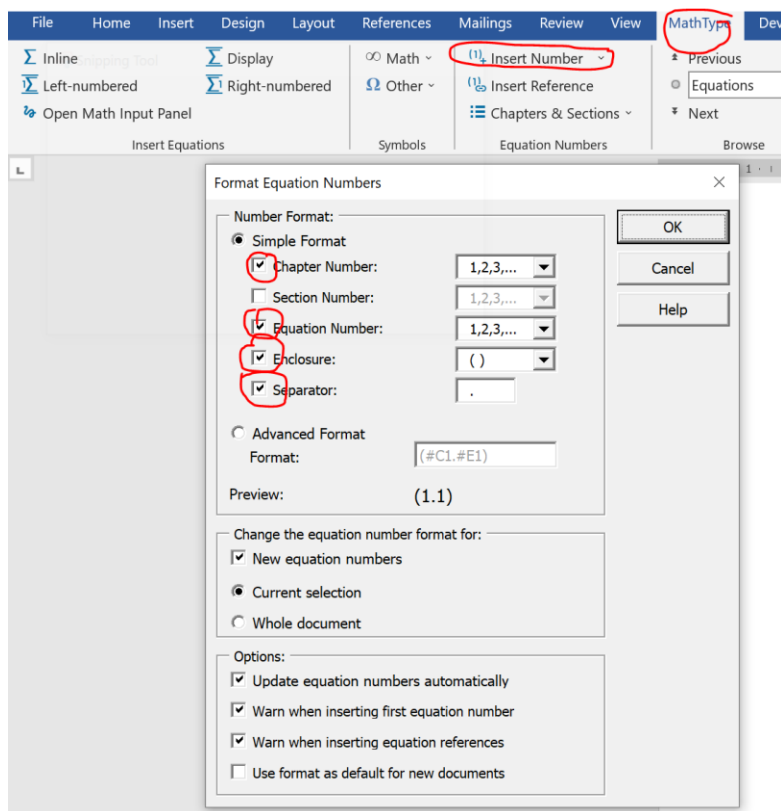 File Home Insert Design Layout References Mailings Review View MathType Dev
Inline Display Math (1) Insert Number Previous
Left-numbered Right-numbered Ω Other (1) Insert Reference Equations
Open Math Input Panel Chapters & Sections Next
Insert Equations Symbols Equation Numbers Browse
L 1
Format Equation Numbers
Number Format:
Simple Format OK
Chapter Number: 1,2,3,... Cancel
Section Number: 1,2,3,...
Equation Number: 1,2,3,... Help
Enclosure: ( )
Separator: .
Advanced Format
Format: (#C1.#E1)
Preview: (1.1)
Change the equation number format for:
New equation numbers
Current selection
Whole document
Options:
Update equation numbers automatically
Warn when inserting first equation number
Warn when inserting equation references
Use format as default for new documents